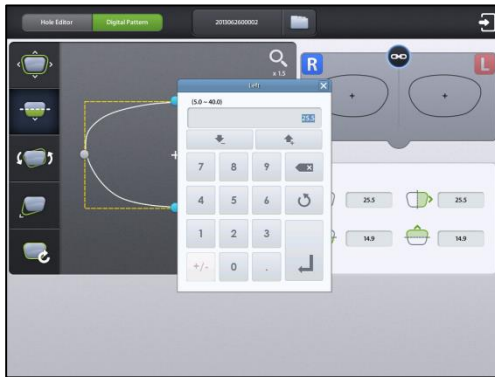 Hole Editor
Digital Pattern
2013062600002
x 1.5
R
L
Left
(5.0 ~ 40.0)
25.5
7 8 9
4 5 6
1 2 3
+/- 0 .
25.5
25.5
14.9
14.9